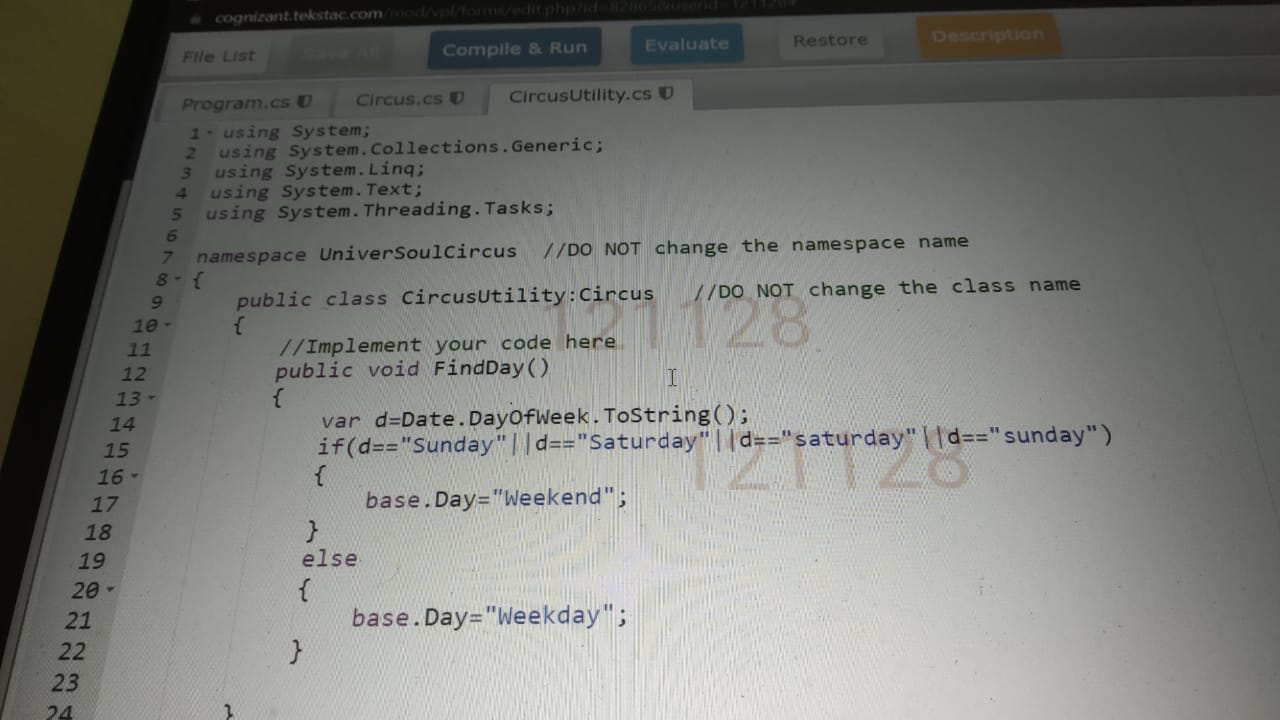 cognizant.tekstac.com/mod/vpl/forms/edit.php?id=
File List Save All Compile & Run Evaluate Restore Description
Program.cs Circus.cs CircusUtility.cs
1 using System;
2 using System.Collections.Generic;
3 using System.Linq;
4 using System.Text;
5 using System.Threading.Tasks;
6
7 namespace UniverSoulCircus //DO NOT change the namespace name
8 {
9 public class CircusUtility:Circus //DO NOT change the class name
10 {
11 //Implement your code here
12 public void FindDay()
13 {
14 var d=Date.DayOfWeek.ToString();
15 if(d=="Sunday"||d=="Saturday"||d=="saturday"||d=="sunday")
16 {
17 base.Day="Weekend";
18 }
19 else
20 {
21 base.Day="Weekday";
22 }
23
24 }
121128
121128